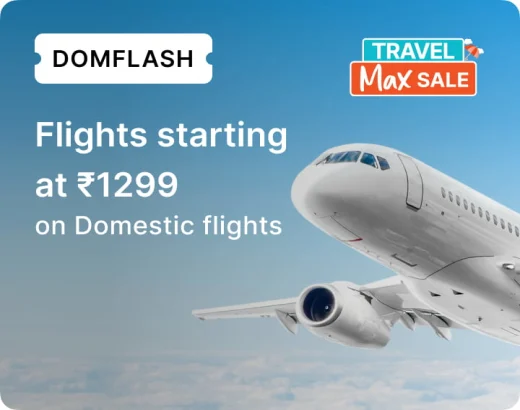 DOMFLASH
TRAVEL
Max SALE
Flights starting
at ₹1299
on Domestic flights